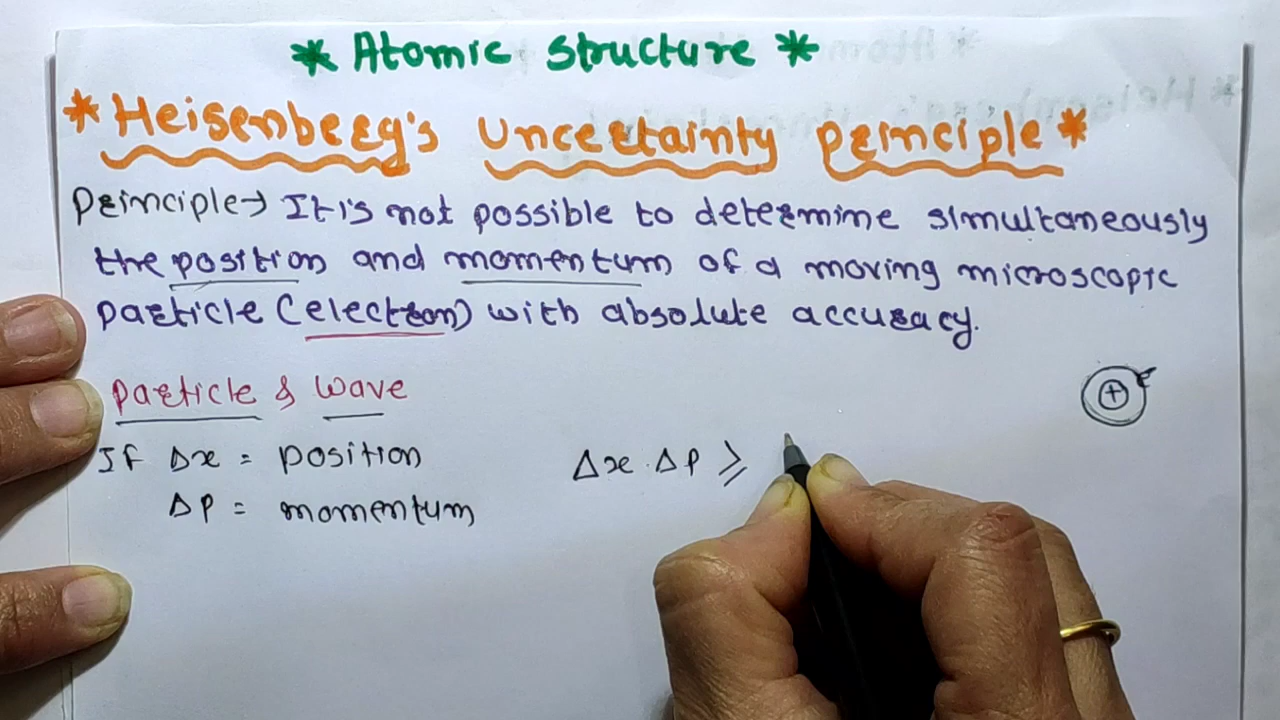 * Atomic structure *
* Heisenberg's Uncertainty principle *
Principle → It is not possible to determine simultaneously
the position and momentum of a moving microscopic
particle (electron) with absolute accuracy.
particle & wave
If Δx = position
Δp = momentum
Δx · Δp ≥
+ e